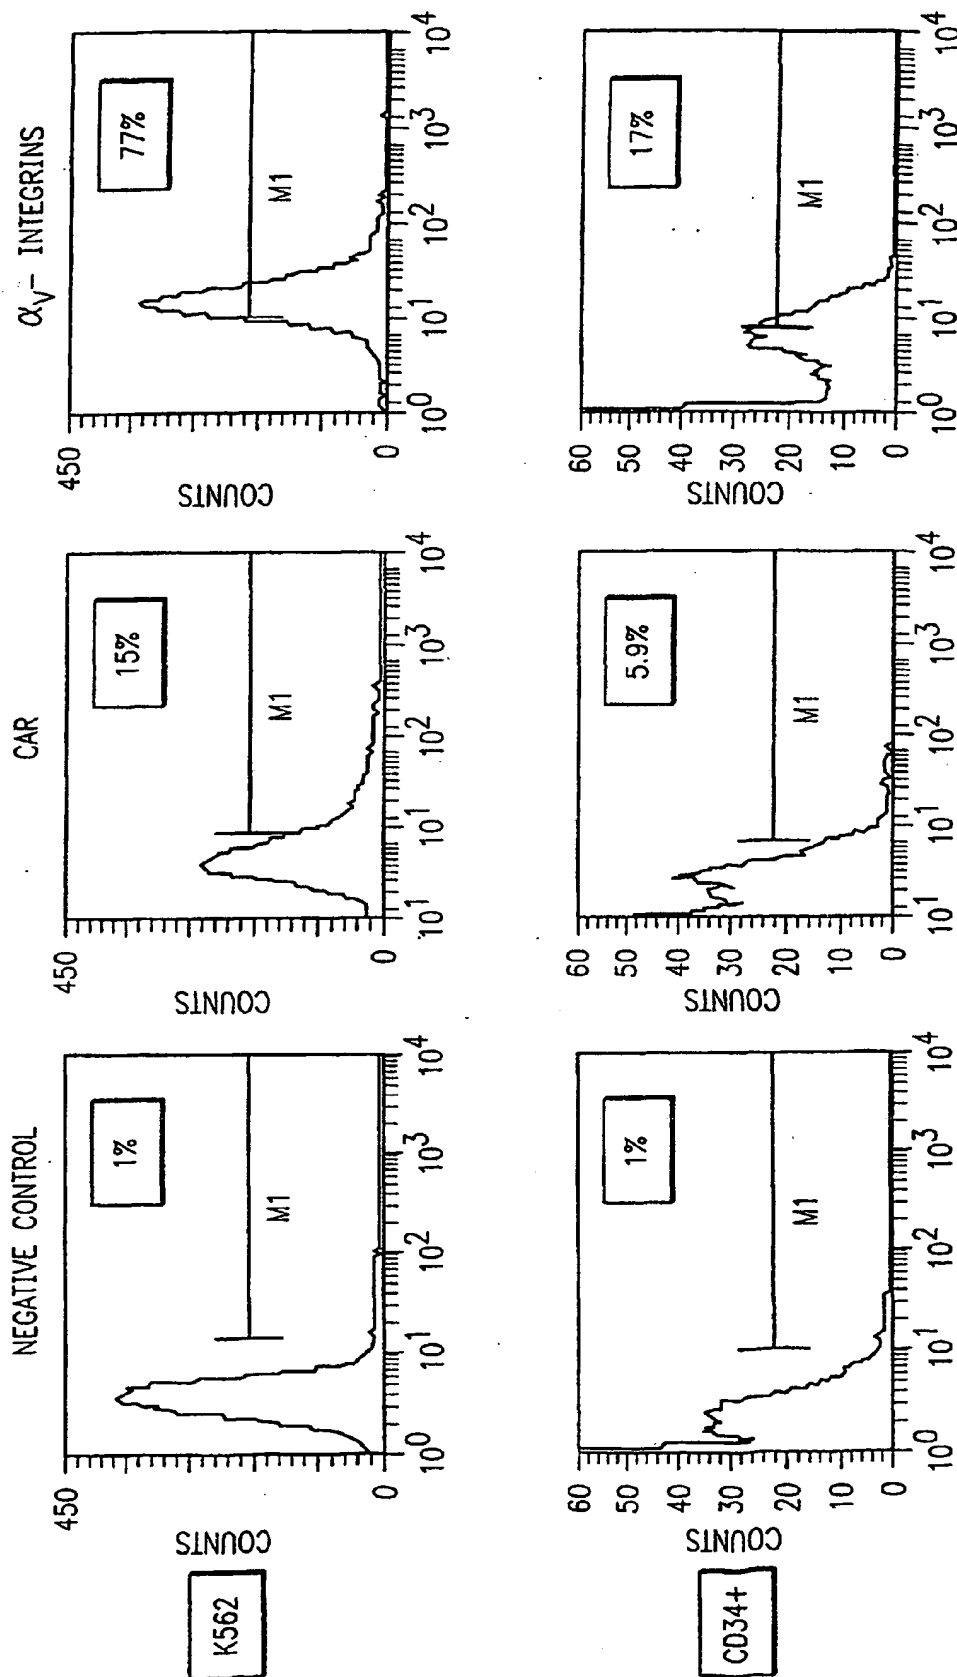 NEGATIVE CONTROL
CAR
αV- INTEGRINS
K562
COUNTS
450
0
1%
M1
10^0 10^1 10^2 10^3 10^4
COUNTS
450
0
15%
M1
10^1 10^1 10^2 10^3 10^4
COUNTS
450
0
77%
M1
10^0 10^1 10^2 10^3 10^4
CD34+
COUNTS
60
50
40
30
20
10
0
1%
M1
10^0 10^1 10^2 10^3 10^4
COUNTS
60
50
40
30
20
10
0
5.9%
M1
10^1 10^1 10^2 10^3 10^4
COUNTS
60
50
40
30
20
10
0
17%
M1
10^0 10^1 10^2 10^3 10^4